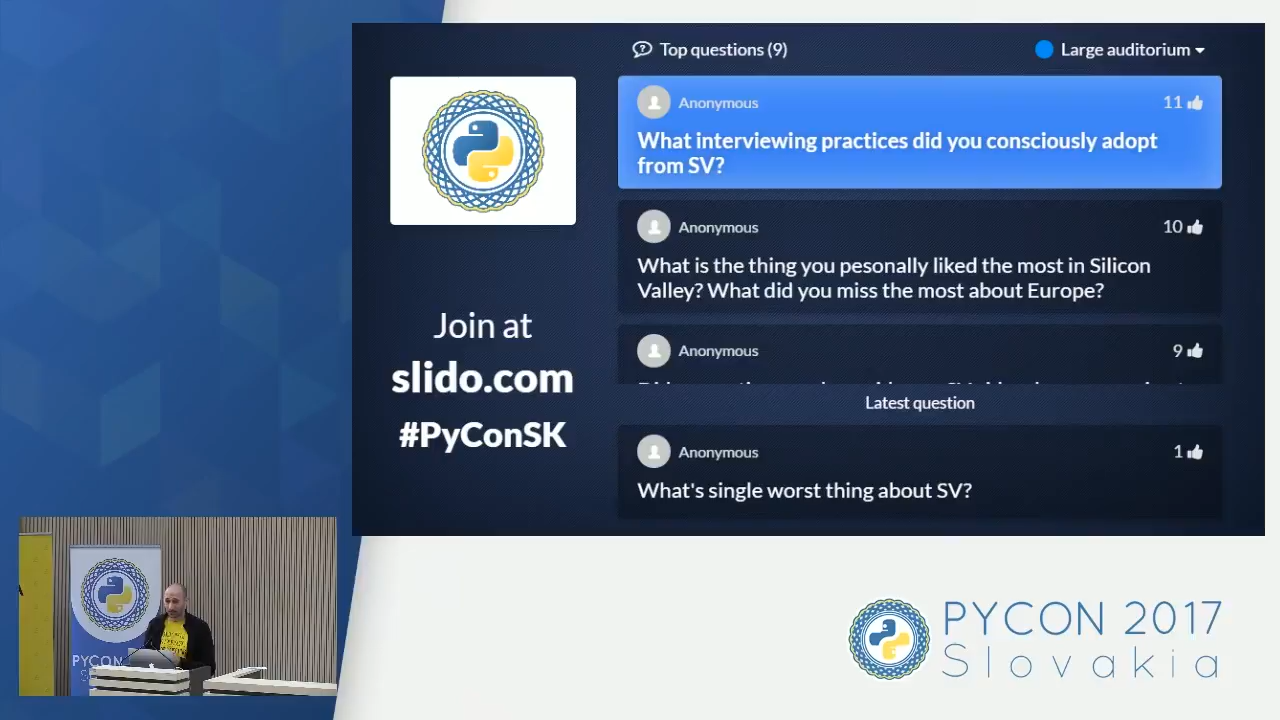 Top questions (9)
Large auditorium
Anonymous
11
What interviewing practices did you consciously adopt
from SV?
Anonymous
10
What is the thing you pesonally liked the most in Silicon
Valley? What did you miss the most about Europe?
Anonymous
9
Latest question
Anonymous
1
What's single worst thing about SV?
Join at
slido.com
#PyConSK
PYCON
PYCON 2017
Slovakia